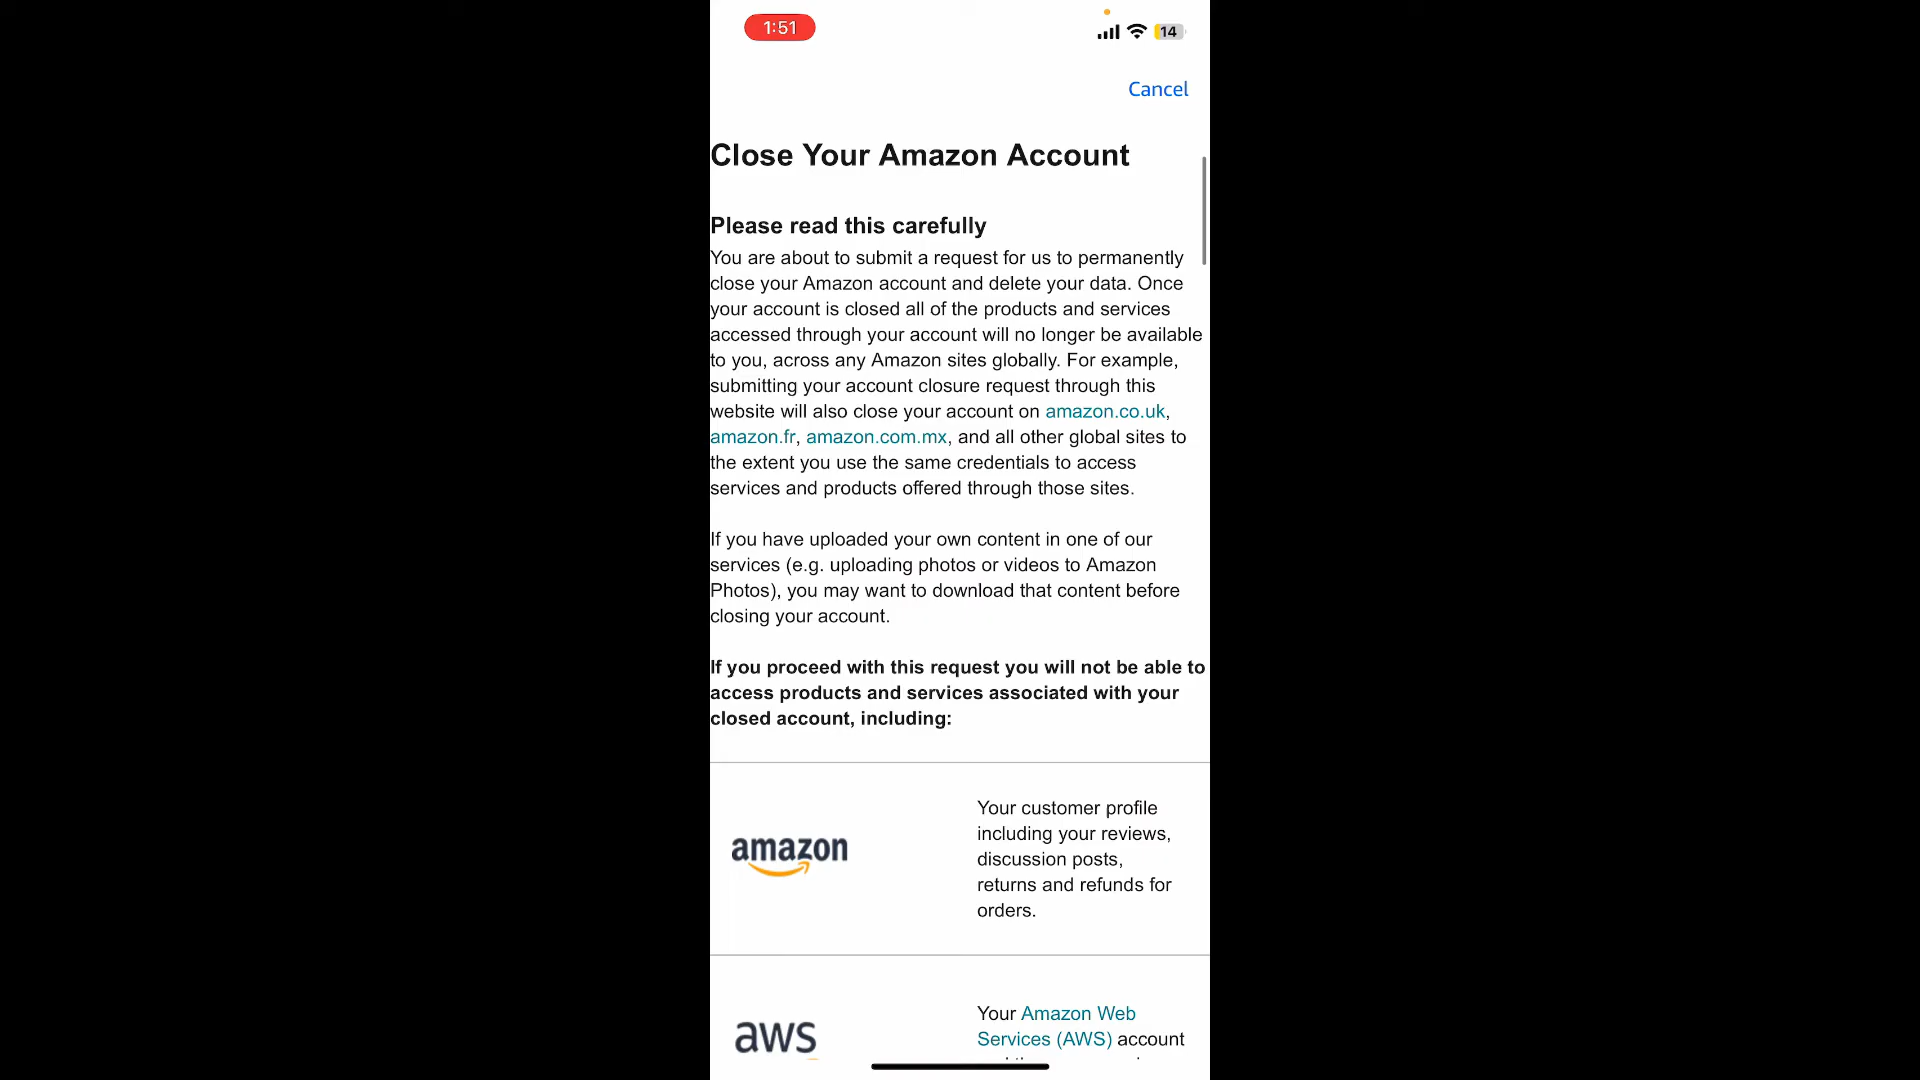 1:51
14
Cancel
Close Your Amazon Account
Please read this carefully
You are about to submit a request for us to permanently
close your Amazon account and delete your data. Once
your account is closed all of the products and services
accessed through your account will no longer be available
to you, across any Amazon sites globally. For example,
submitting your account closure request through this
website will also close your account on amazon.co.uk,
amazon.fr, amazon.com.mx, and all other global sites to
the extent you use the same credentials to access
services and products offered through those sites.
If you have uploaded your own content in one of our
services (e.g. uploading photos or videos to Amazon
Photos), you may want to download that content before
closing your account.
If you proceed with this request you will not be able to
access products and services associated with your
closed account, including:
amazon
Your customer profile
including your reviews,
discussion posts,
returns and refunds for
orders.
aws
Your Amazon Web
Services (AWS) account